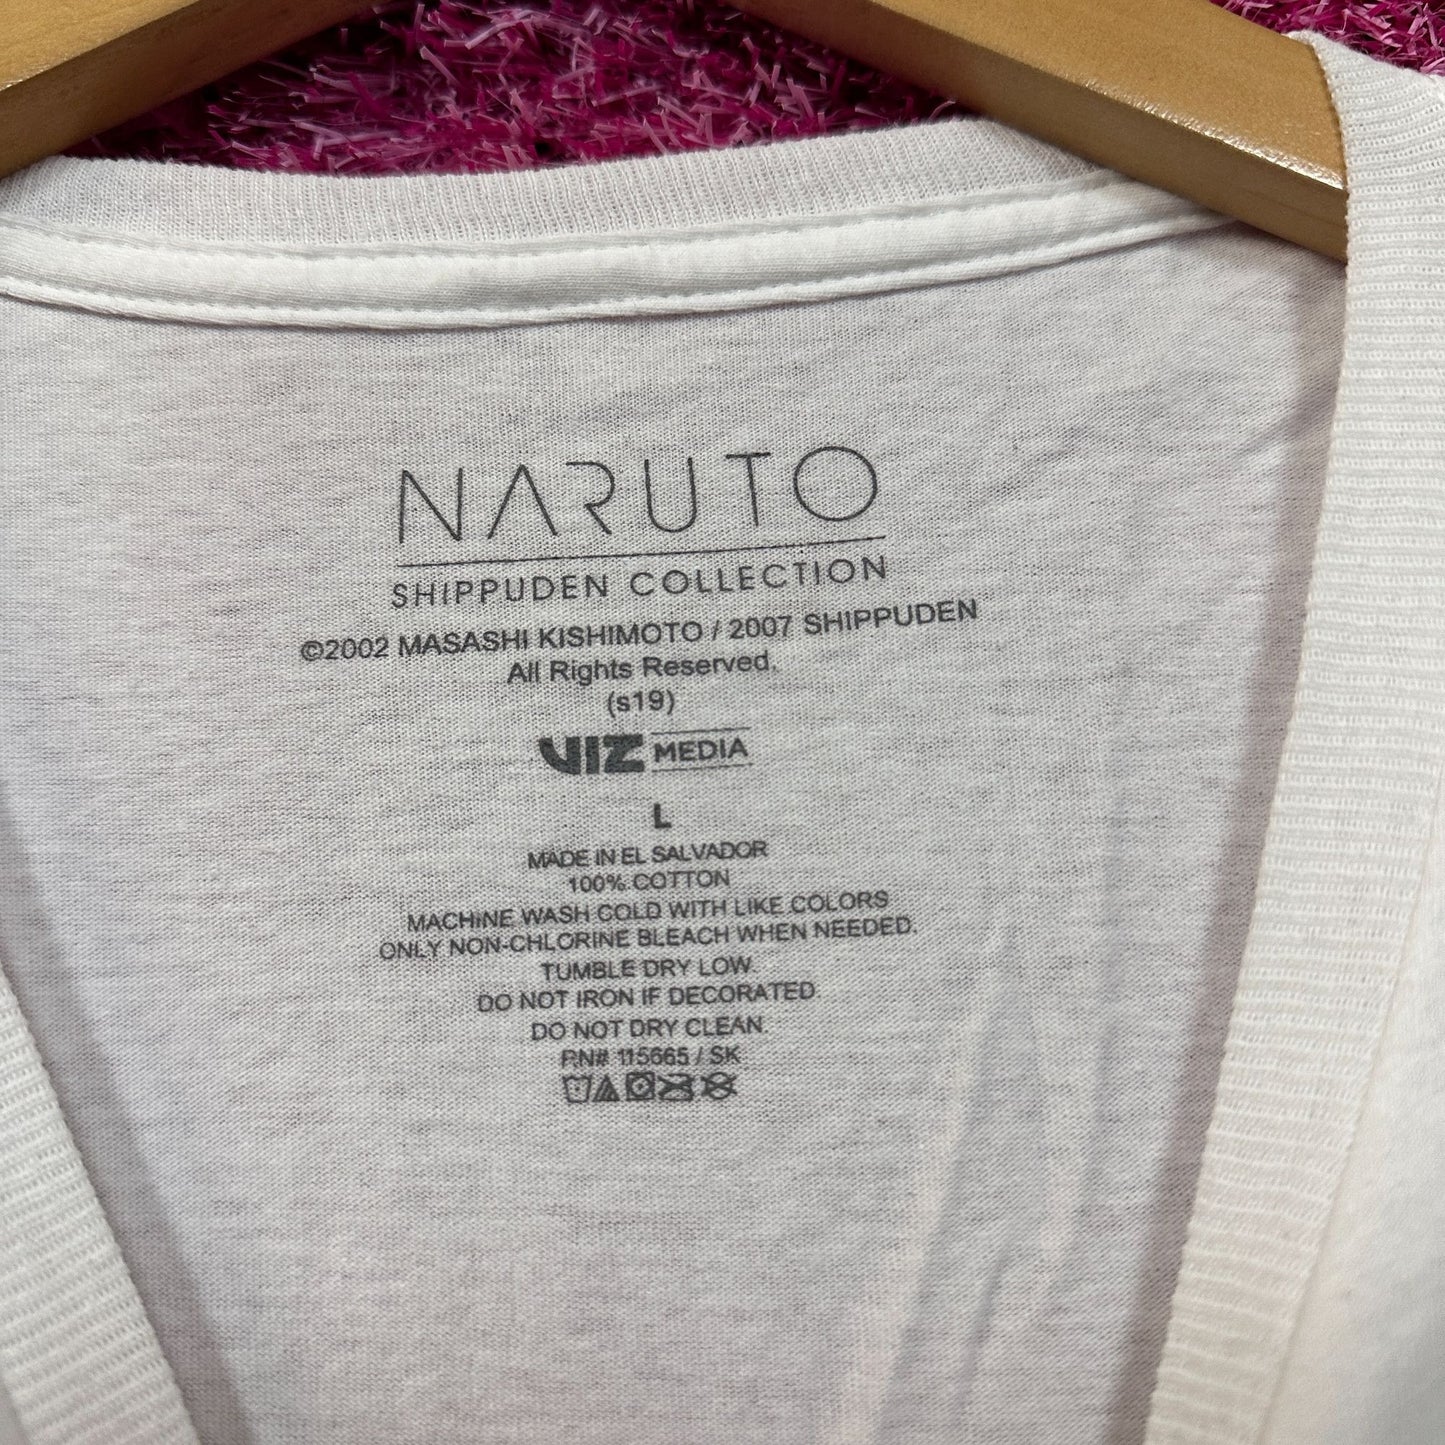 NARUTO
SHIPPUDEN COLLECTION
©2002 MASASHI KISHIMOTO / 2007 SHIPPUDEN
All Rights Reserved.
(s19)
VIZ MEDIA
L
MADE IN EL SALVADOR
100% COTTON
MACHINE WASH COLD WITH LIKE COLORS
ONLY NON-CHLORINE BLEACH WHEN NEEDED.
TUMBLE DRY LOW.
DO NOT IRON IF DECORATED.
DO NOT DRY CLEAN.
RN# 115665 / SK